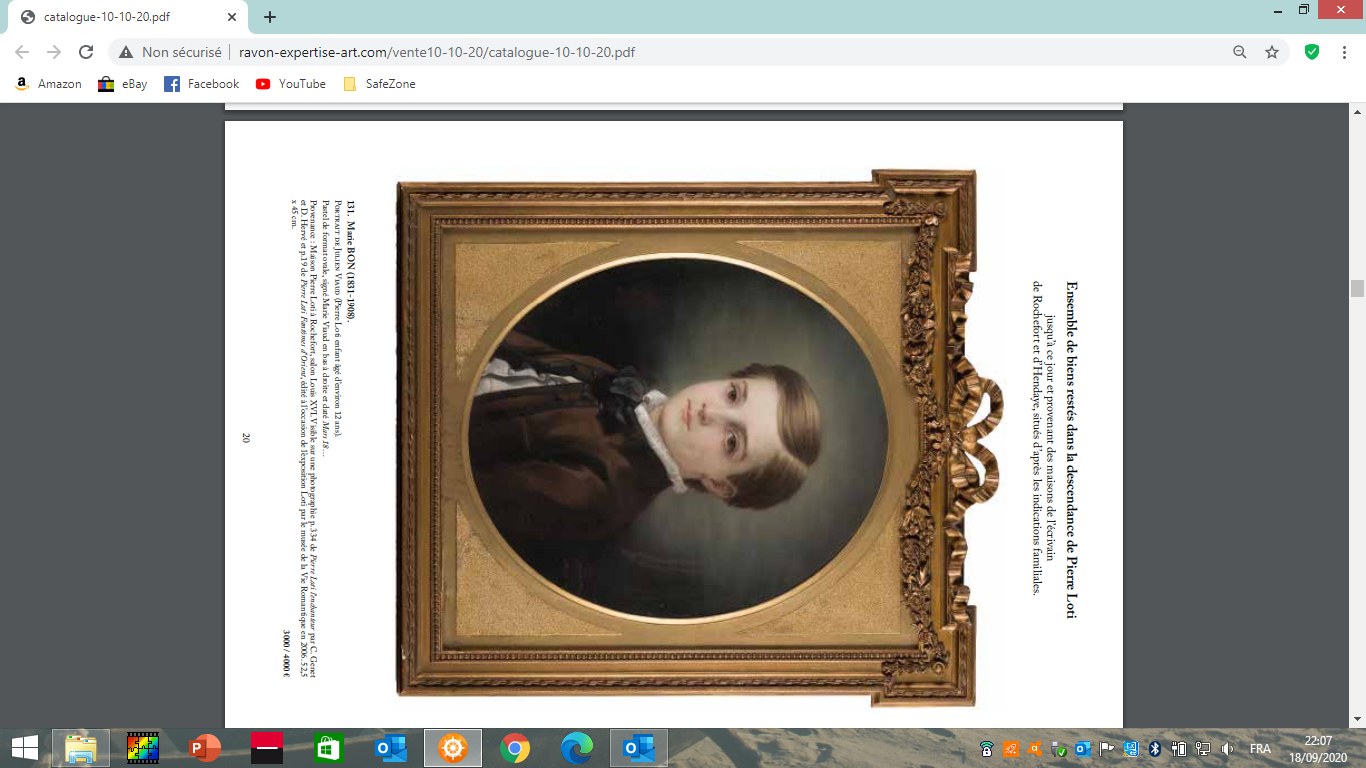 catalogue-10-10-20.pdf
Non sécurisé | ravon-expertise-art.com/vente10-10-20/catalogue-10-10-20.pdf
Amazon
eBay
Facebook
YouTube
SafeZone
Ensemble de biens restés dans la descendance de Pierre Loti
jusqu'à ce jour et provenant des maisons de l'écrivain
de Rochefort et d'Hendaye, situés d'après les indications familiales.
131. Marie BON (1831-1908).
Portrait de Julien Viaud (Pierre Loti enfant âgé d'environ 12 ans).
Pastel de format ovale, signé Marie Viaud en bas à droite et daté Mars 18…
Provenance : Maison Pierre Loti à Rochefort, salon Louis XVI. Visible sur une photographie p.334 de Pierre Loti l'enchanteur par C. Genet
et D. Hervé et p.19 de Pierre Loti Fantômes d'Orient, édité à l'occasion de l'exposition Loti par le musée de la Vie Romantique en 2006. 52,5
x 45 cm.
3000 / 4000 €
20
FRA
22:07
18/09/2020